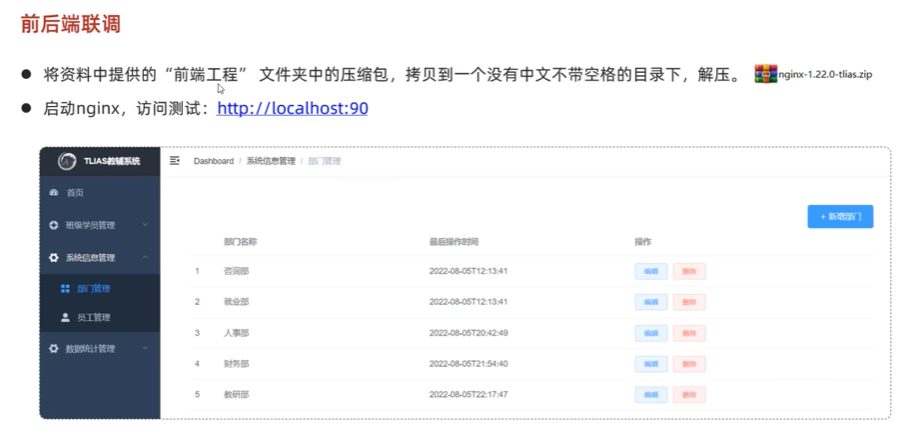 前后端联调
● 将资料中提供的“前端工程” 文件夹中的压缩包，拷贝到一个没有中文不带空格的目录下，解压。 nginx-1.22.0-tlias.zip
● 启动nginx，访问测试：http://localhost:90
TLIAS教辅系统 Dashboard / 系统信息管理 / 部门管理
首页
+ 新增部门
班级学员管理
部门名称 最后操作时间 操作
系统信息管理
1 咨询部 2022-08-05T12:13:41 编辑 删除
部门管理
2 就业部 2022-08-05T12:13:41 编辑 删除
员工管理
3 人事部 2022-08-05T20:42:49 编辑 删除
数据统计管理
4 财务部 2022-08-05T21:54:40 编辑 删除
5 教研部 2022-08-05T22:17:47 编辑 删除